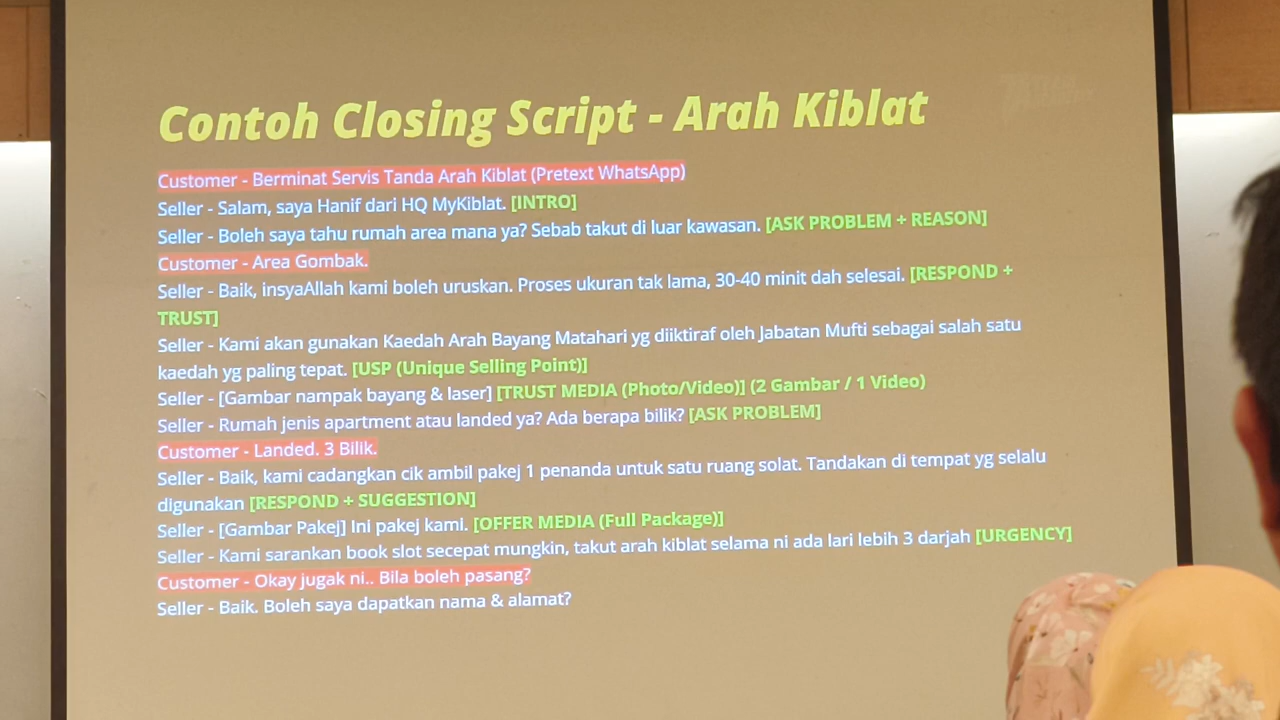 Contoh Closing Script - Arah Kiblat
Customer - Berminat Servis Tanda Arah Kiblat (Pretext WhatsApp)
Seller - Salam, saya Hanif dari HQ MyKiblat. [INTRO]
Seller - Boleh saya tahu rumah area mana ya? Sebab takut di luar kawasan. [ASK PROBLEM + REASON]
Customer - Area Gombak.
Seller - Baik, insyaAllah kami boleh uruskan. Proses ukuran tak lama, 30-40 minit dah selesai. [RESPOND +
TRUST]
Seller - Kami akan gunakan Kaedah Arah Bayang Matahari yg diiktiraf oleh Jabatan Mufti sebagai salah satu
kaedah yg paling tepat. [USP (Unique Selling Point)]
Seller - [Gambar nampak bayang & laser] [TRUST MEDIA (Photo/Video)] (2 Gambar / 1 Video)
Seller - Rumah jenis apartment atau landed ya? Ada berapa bilik? [ASK PROBLEM]
Customer - Landed. 3 Bilik.
Seller - Baik, kami cadangkan cik ambil pakej 1 penanda untuk satu ruang solat. Tandakan di tempat yg selalu
digunakan [RESPOND + SUGGESTION]
Seller - [Gambar Pakej] Ini pakej kami. [OFFER MEDIA (Full Package)]
Seller - Kami sarankan book slot secepat mungkin, takut arah kiblat selama ni ada lari lebih 3 darjah [URGENCY]
Customer - Okay jugak ni.. Bila boleh pasang?
Seller - Baik. Boleh saya dapatkan nama & alamat?